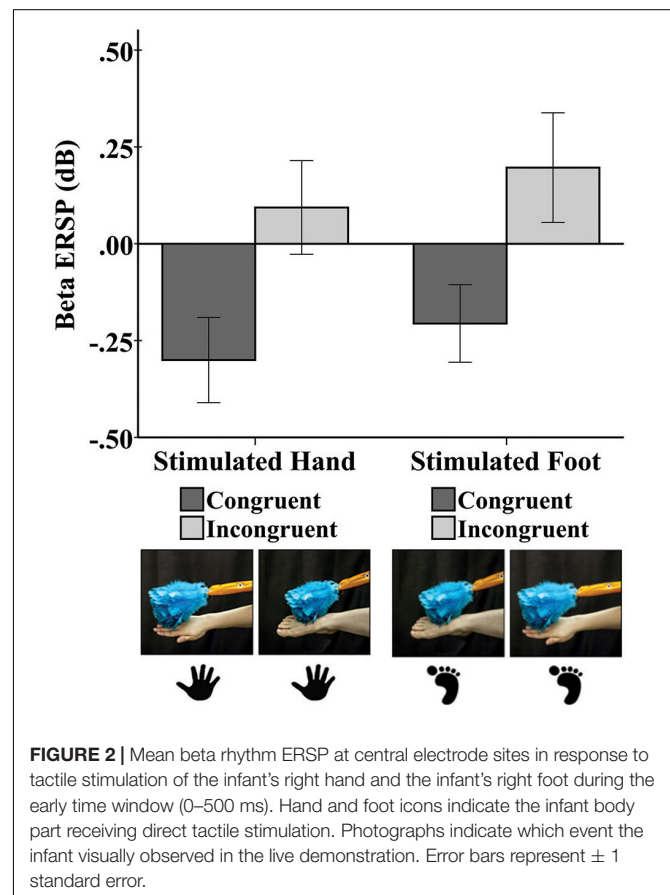 .50
.25
.00
-.25
-.50
Beta ERSP (dB)
Stimulated Hand Stimulated Foot
Congruent Congruent
Incongruent Incongruent
FIGURE 2 | Mean beta rhythm ERSP at central electrode sites in response to
tactile stimulation of the infant's right hand and the infant's right foot during the
early time window (0–500 ms). Hand and foot icons indicate the infant body
part receiving direct tactile stimulation. Photographs indicate which event the
infant visually observed in the live demonstration. Error bars represent ± 1
standard error.